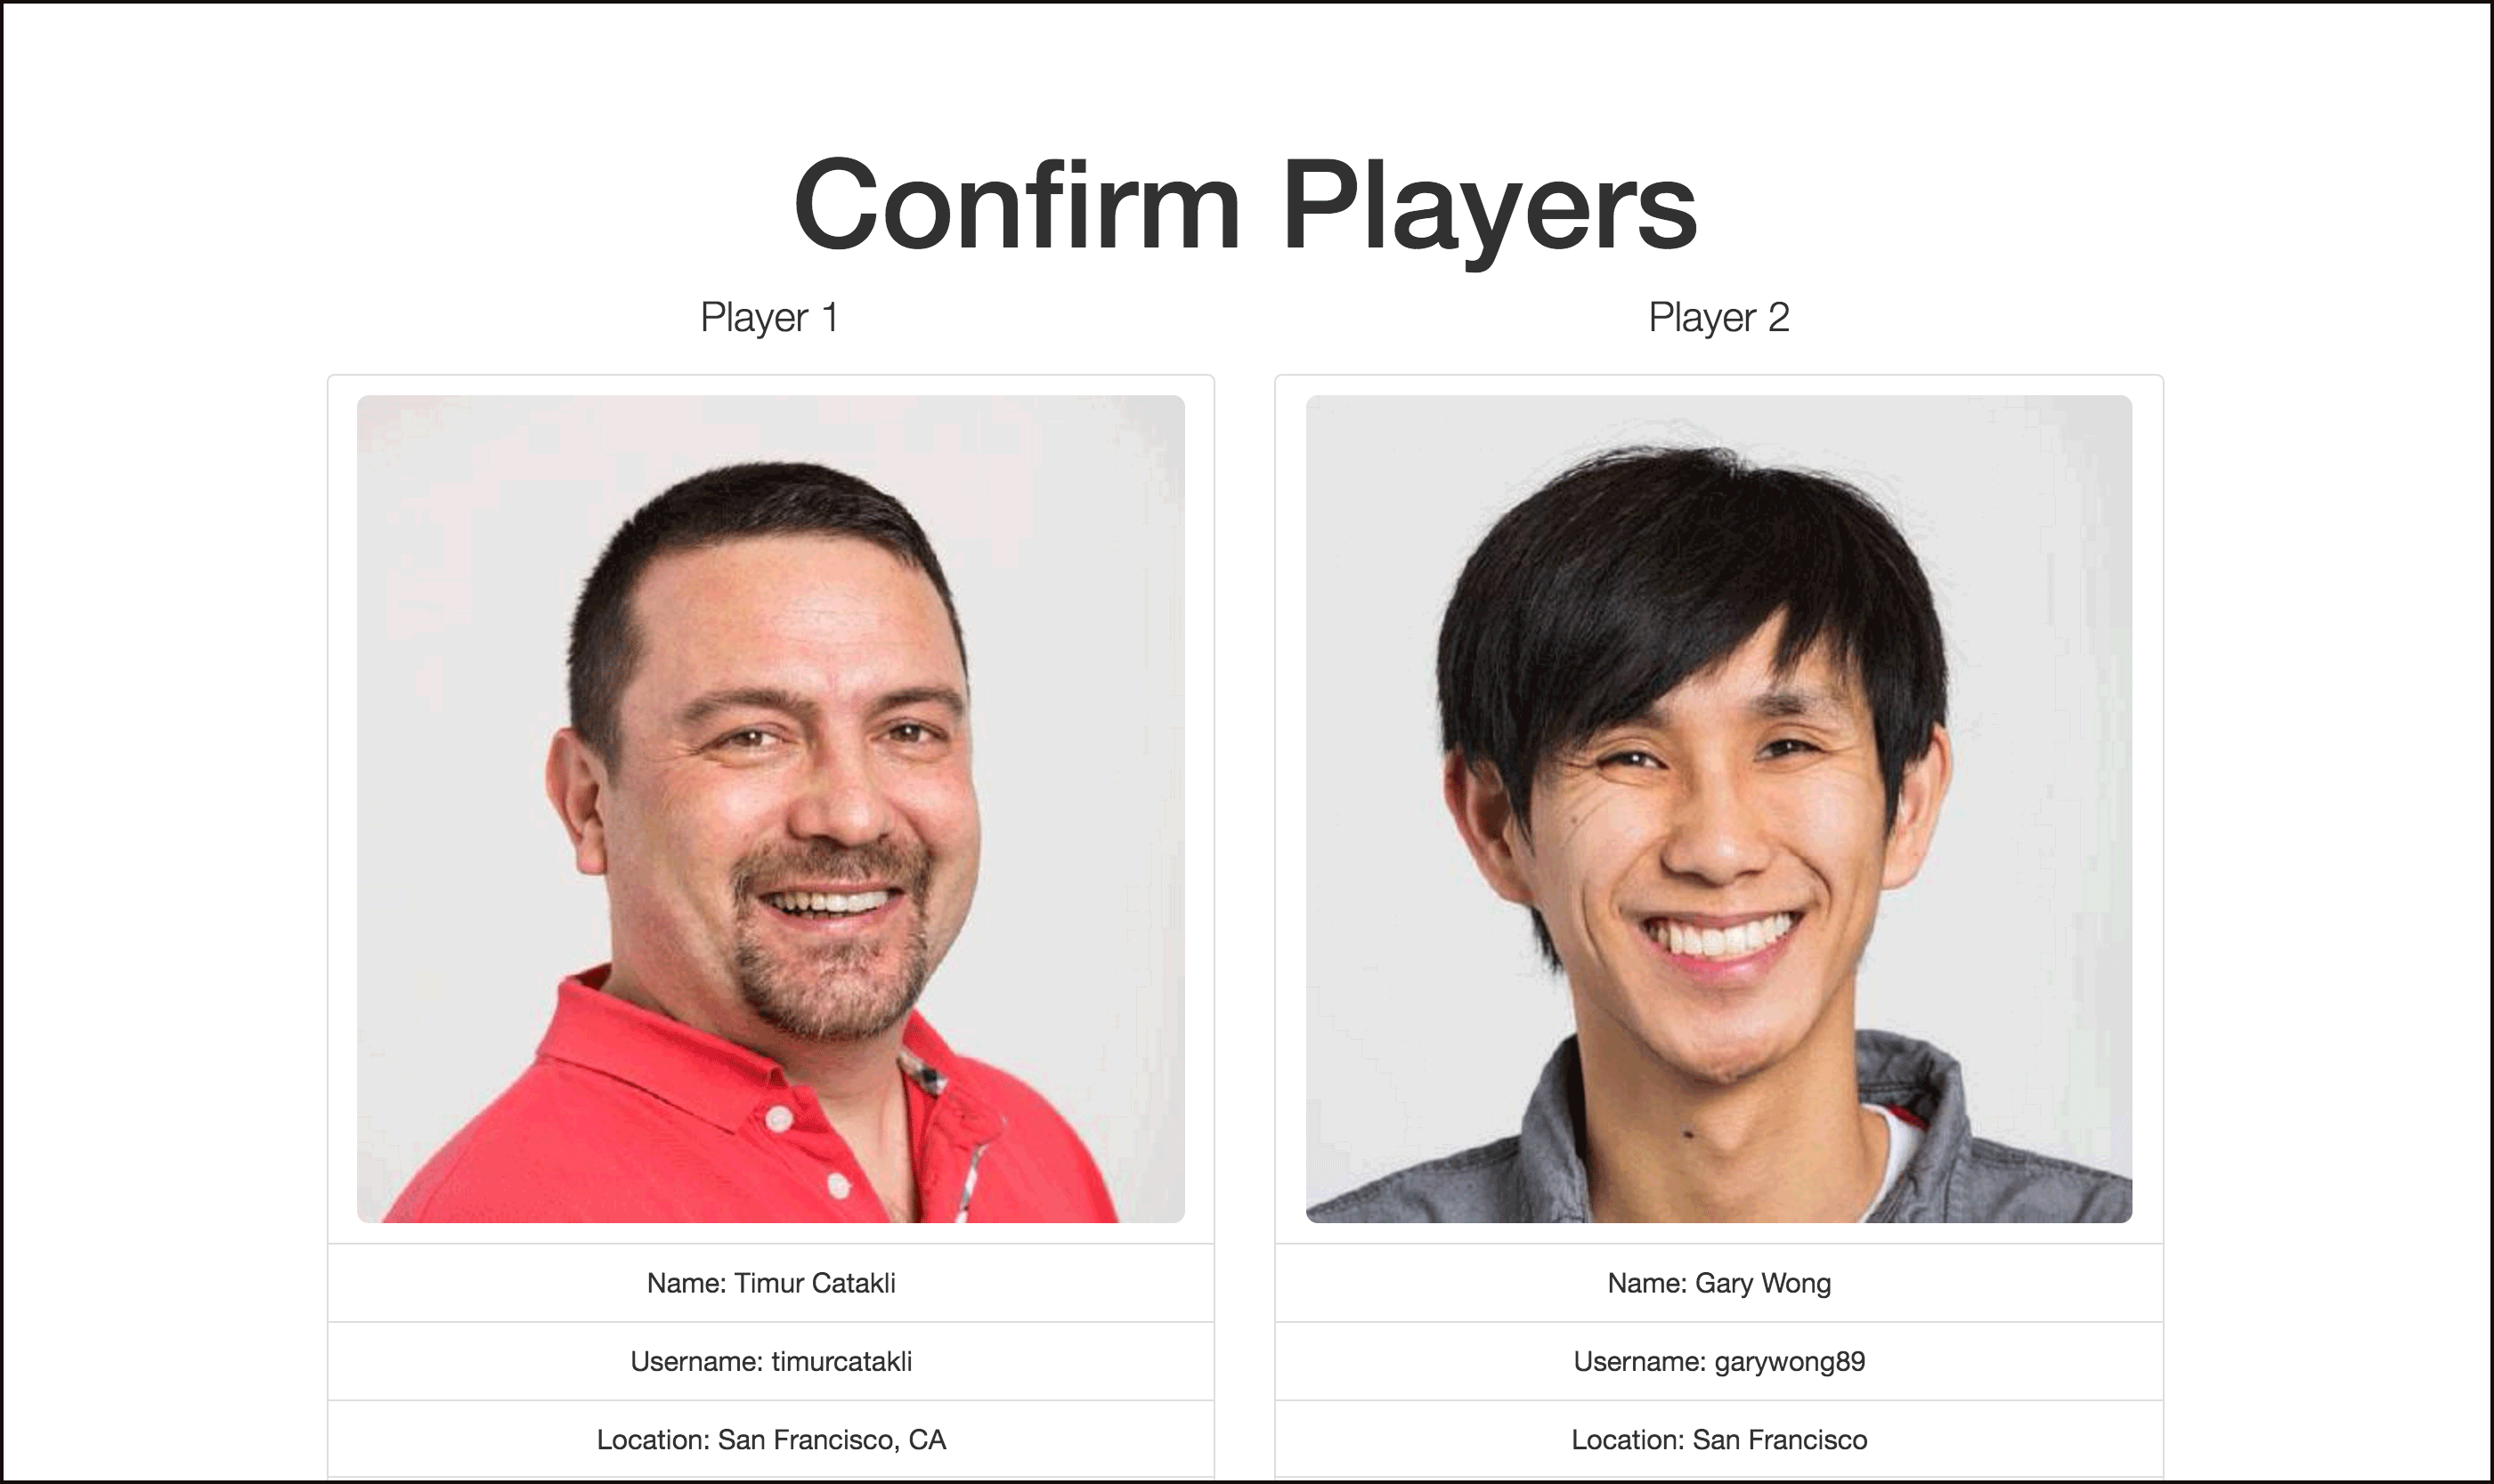 Confirm Players
Player 1
Player 2
Name: Timur Catakli
Username: timurcatakli
Location: San Francisco, CA
Name: Gary Wong
Username: garywong89
Location: San Francisco